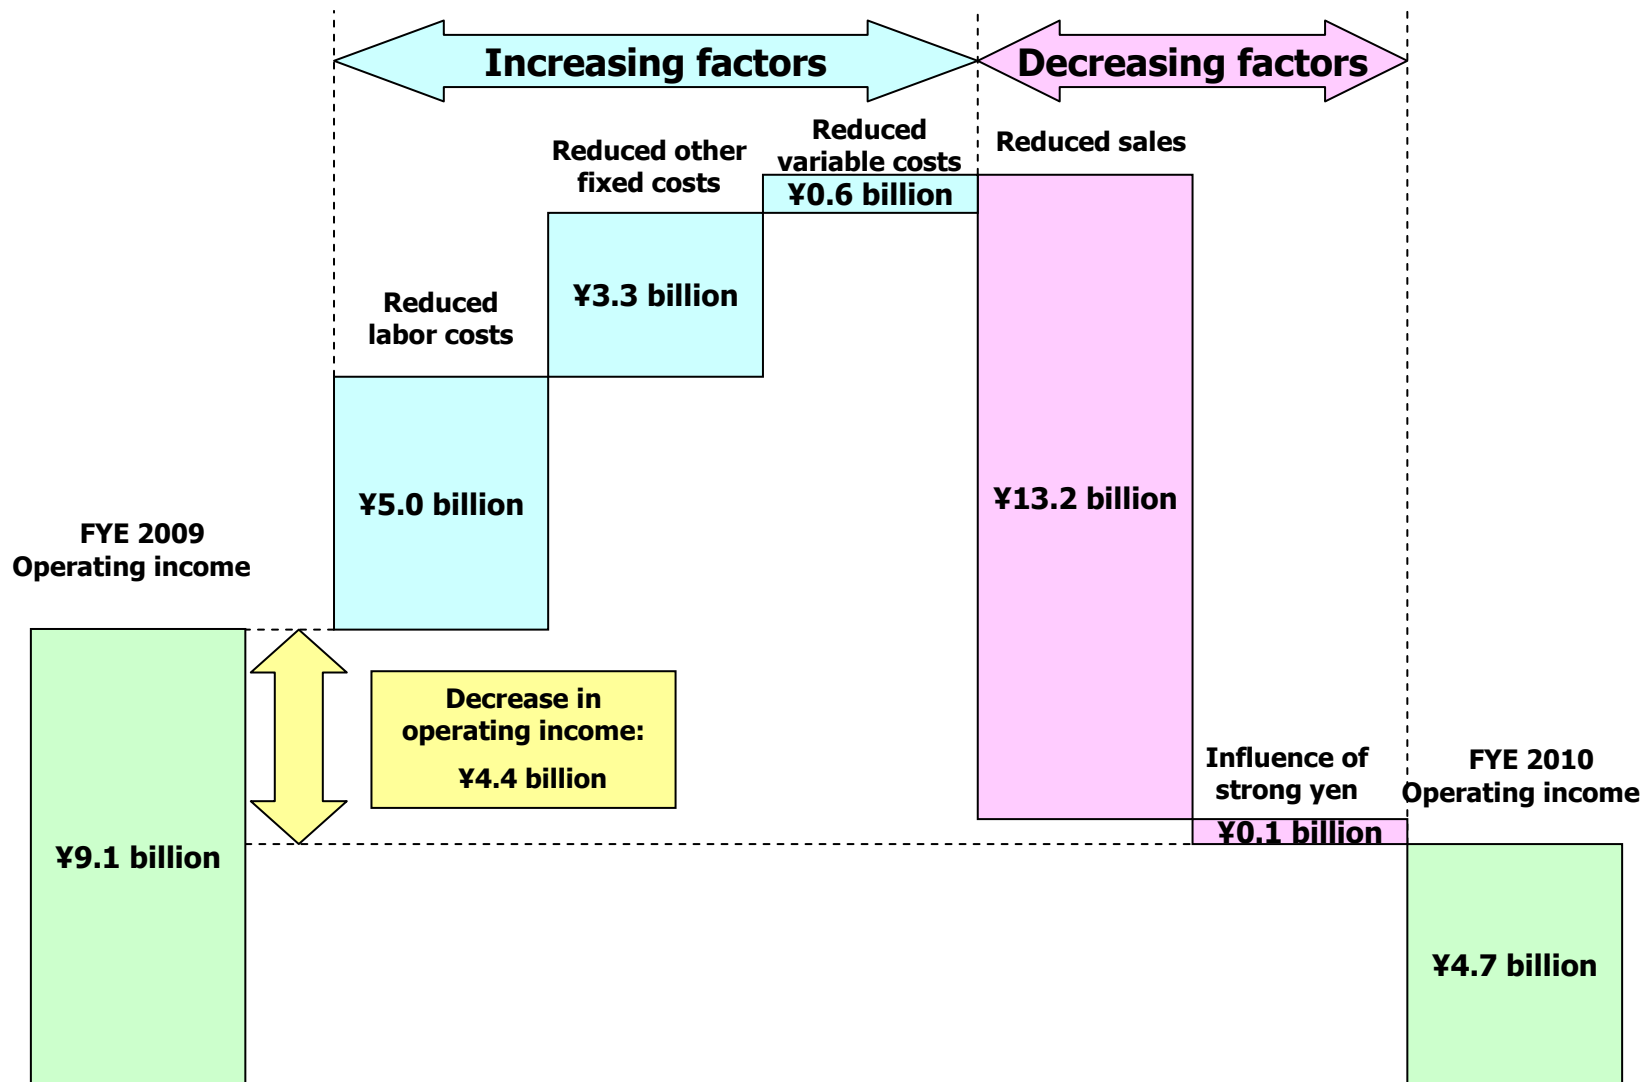 Increasing factors
Decreasing factors
Reduced
variable costs
¥0.6 billion
Reduced sales
Reduced other
fixed costs
¥3.3 billion
Reduced
labor costs
¥5.0 billion
¥13.2 billion
FYE 2009
Operating income
¥9.1 billion
Decrease in
operating income:
¥4.4 billion
Influence of
strong yen
¥0.1 billion
FYE 2010
Operating income
¥4.7 billion